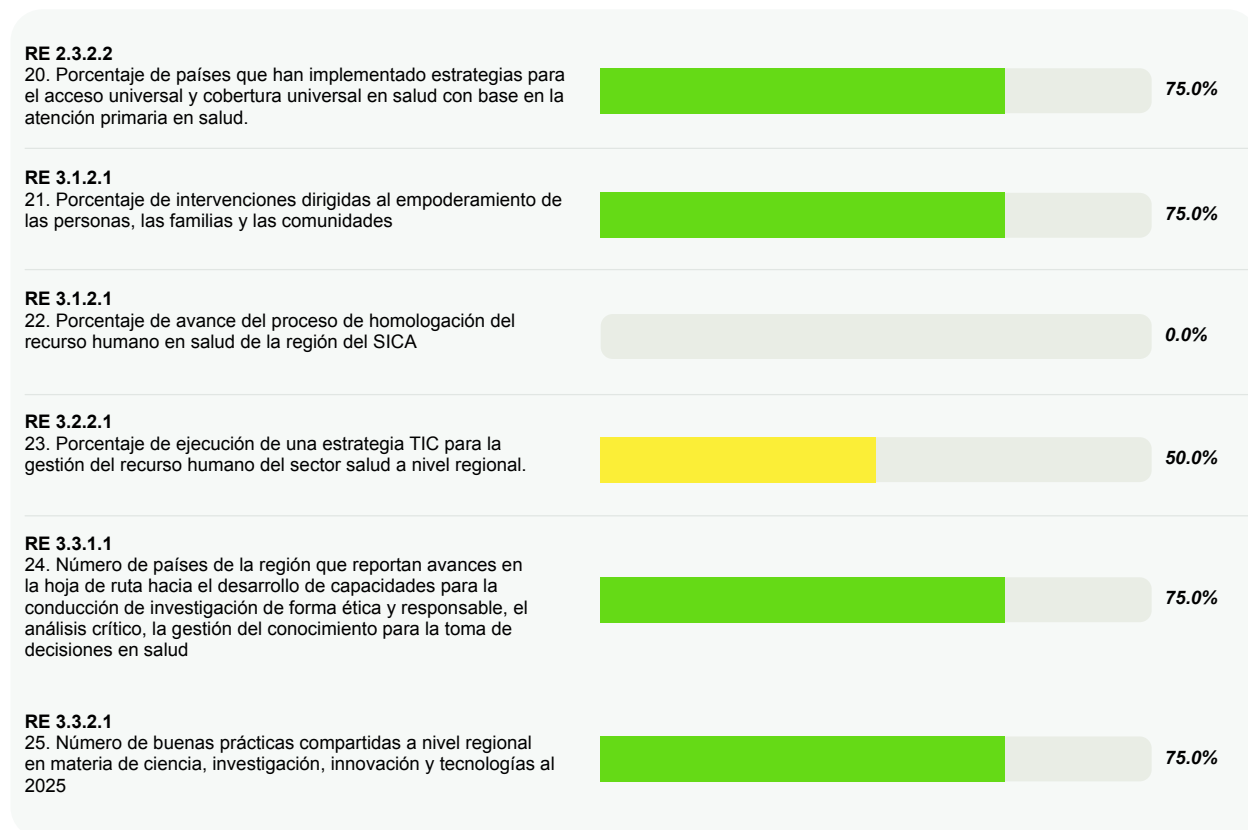 RE 2.3.2.2
20. Porcentaje de países que han implementado estrategias para
el acceso universal y cobertura universal en salud con base en la
atención primaria en salud.
75.0%
RE 3.1.2.1
21. Porcentaje de intervenciones dirigidas al empoderamiento de
las personas, las familias y las comunidades
75.0%
RE 3.1.2.1
22. Porcentaje de avance del proceso de homologación del
recurso humano en salud de la región del SICA
0.0%
RE 3.2.2.1
23. Porcentaje de ejecución de una estrategia TIC para la
gestión del recurso humano del sector salud a nivel regional.
50.0%
RE 3.3.1.1
24. Número de países de la región que reportan avances en
la hoja de ruta hacia el desarrollo de capacidades para la
conducción de investigación de forma ética y responsable, el
análisis crítico, la gestión del conocimiento para la toma de
decisiones en salud
75.0%
RE 3.3.2.1
25. Número de buenas prácticas compartidas a nivel regional
en materia de ciencia, investigación, innovación y tecnologías al
2025
75.0%